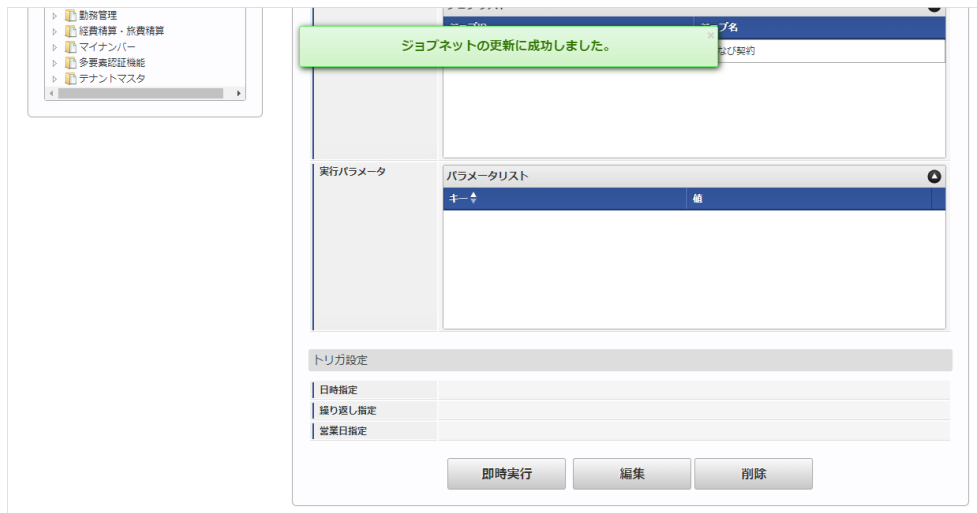 勤務管理
経費精算・旅費精算
マイナンバー
多要素認証機能
テナントマスタ
ジョブネットの更新に成功しました。
×
実行パラメータ
パラメータリスト
キー
値
トリガ設定
日時指定
繰り返し指定
営業日指定
即時実行
編集
削除